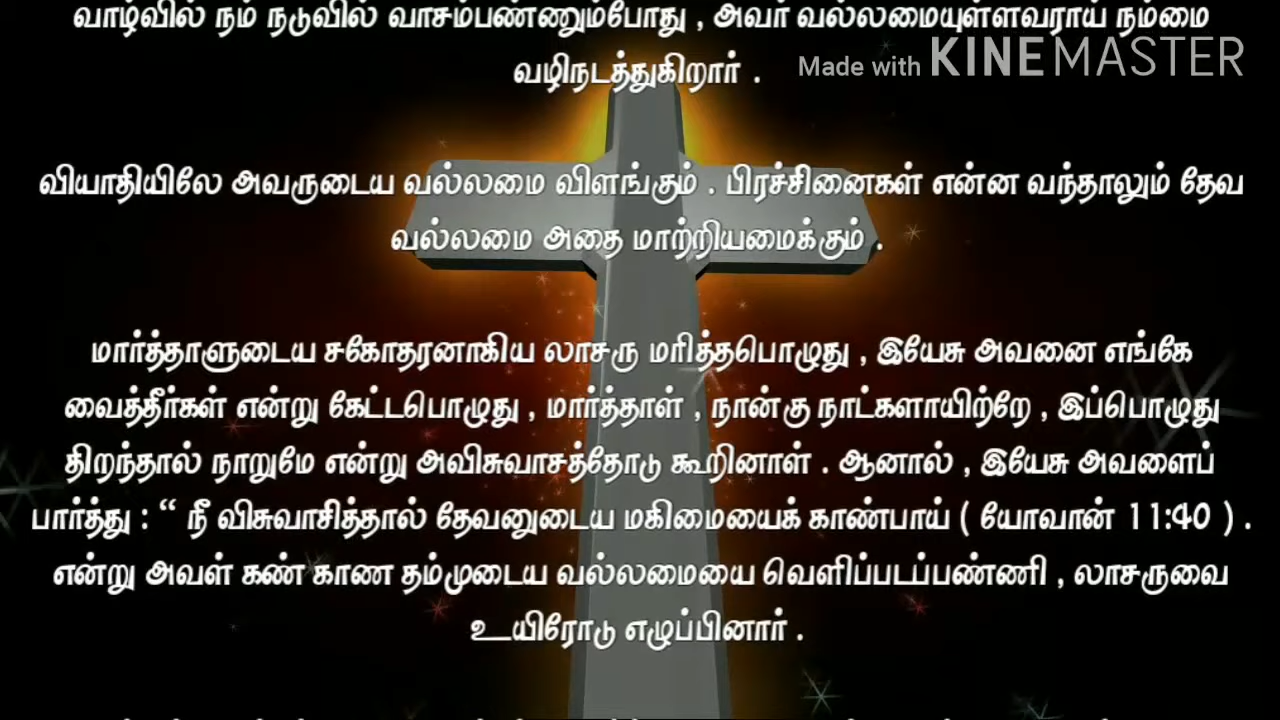 வாழ்வில் நம் நடுவில் வாசம்பண்ணும்போது , அவர் வல்லமையுள்ளவராய் நம்மை
வழிநடத்துகிறார் .
Made with KINEMASTER
வியாதியிலே அவருடைய வல்லமை விளங்கும் . பிரச்சினைகள் என்ன வந்தாலும் தேவ
வல்லமை அதை மாற்றியமைக்கும் .
மார்த்தாளுடைய சகோதரனாகிய லாசரு மரித்தபொழுது , இயேசு அவனை எங்கே
வைத்தீர்கள் என்று கேட்டபொழுது , மார்த்தாள் , நான்கு நாட்களாயிற்றே , இப்பொழுது
திறந்தால் நாறுமே என்று அவிசுவாசத்தோடு கூறினாள் . ஆனால் , இயேசு அவளைப்
பார்த்து : “ நீ விசுவாசித்தால் தேவனுடைய மகிமையைக் காண்பாய் ( யோவான் 11:40 ) .
என்று அவள் கண் காண தம்முடைய வல்லமையை வெளிப்படப்பண்ணி , லாசருவை
உயிரோடு எழுப்பினார் .